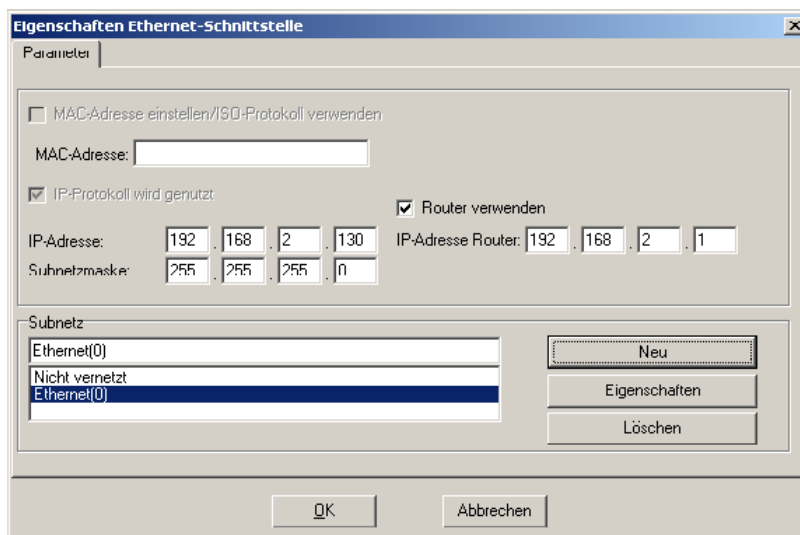 Eigenschaften Ethernet-Schnittstelle
Parameter
MAC-Adresse einstellen/ISO-Protokoll verwenden
MAC-Adresse:
IP-Protokoll wird genutzt
Router verwenden
IP-Adresse: 192 . 168 . 2 . 130
IP-Adresse Router: 192 . 168 . 2 . 1
Subnetzmaske: 255 . 255 . 255 . 0
Subnetz
Ethernet(0)
Neu
Nicht vernetzt
Ethernet(0)
Eigenschaften
Löschen
OK
Abbrechen